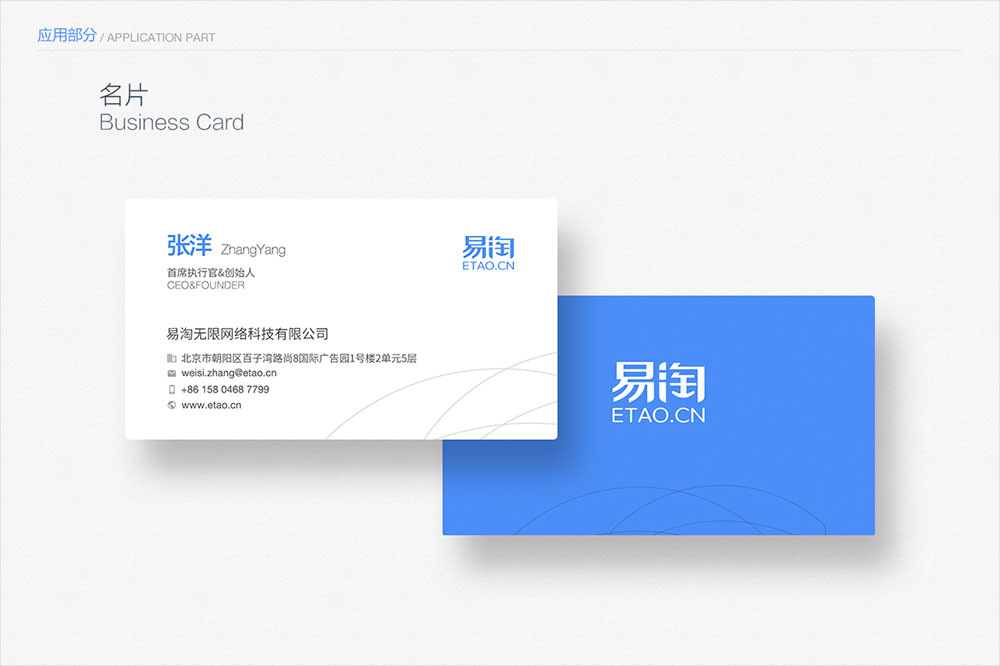 应用部分 / APPLICATION PART
名片
Business Card
张洋 ZhangYang
首席执行官&创始人
CEO&FOUNDER
易淘
ETAO.CN
易淘无限网络科技有限公司
北京市朝阳区百子湾路尚8国际广告园1号楼2单元5层
weisi.zhang@etao.cn
+86 158 0468 7799
www.etao.cn
易淘
ETAO.CN